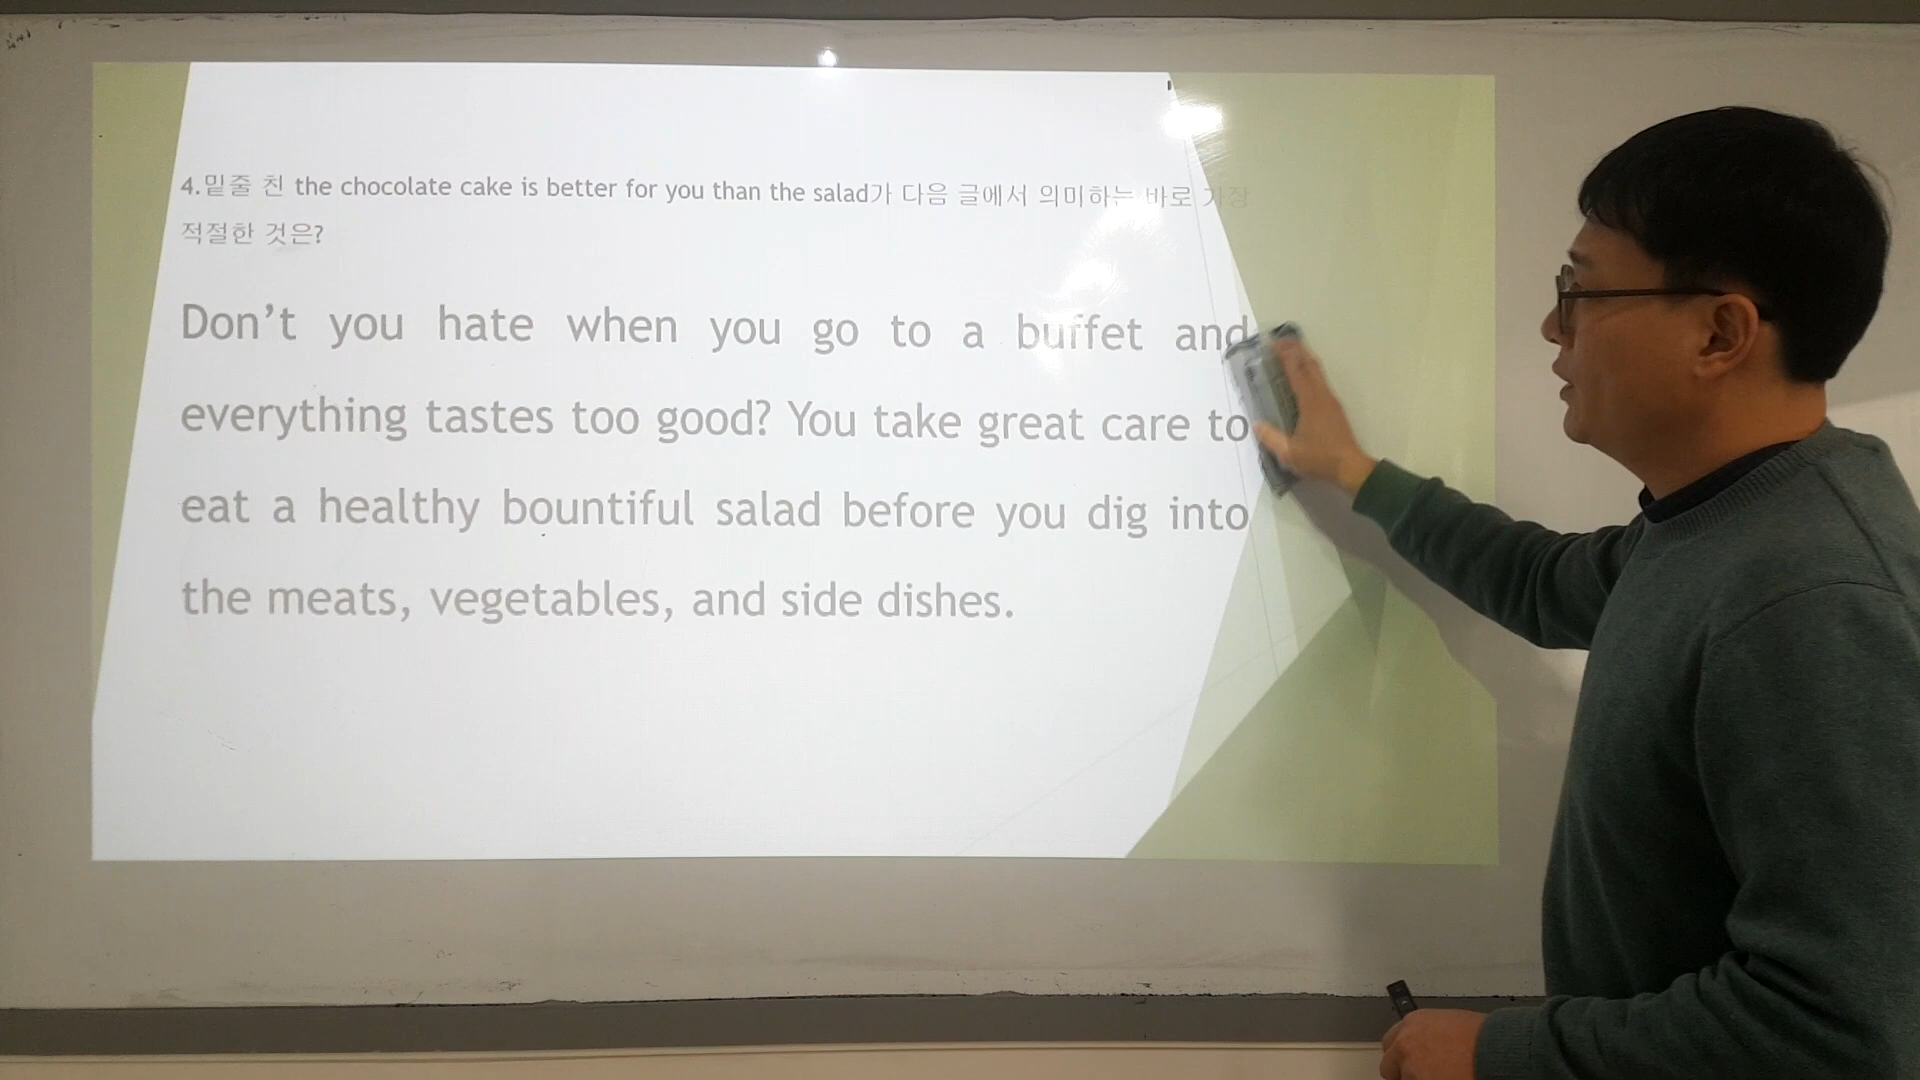 4.밑줄 친 the chocolate cake is better for you than the salad가 다음 글에서 의미하는 바로 가장
적절한 것은?
Don't you hate when you go to a buffet and
everything tastes too good? You take great care to
eat a healthy bountiful salad before you dig into
the meats, vegetables, and side dishes.